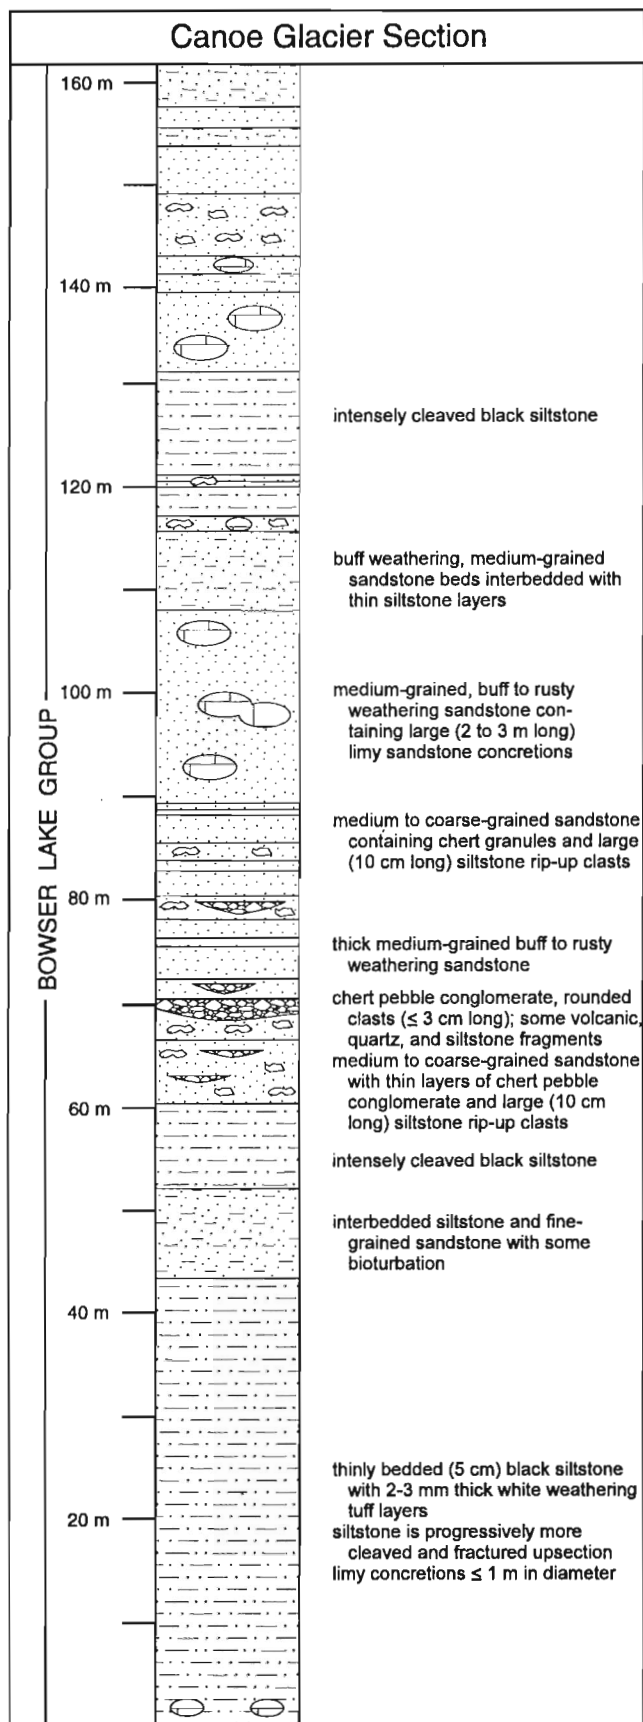 Canoe Glacier Section
160 m
140 m
intensely cleaved black siltstone
120 m
buff weathering, medium-grained
sandstone beds interbedded with
thin siltstone layers
100 m
medium-grained, buff to rusty
weathering sandstone con-
taining large (2 to 3 m long)
limy sandstone concretions
medium to coarse-grained sandstone
containing chert granules and large
(10 cm long) siltstone rip-up clasts
80 m
thick medium-grained buff to rusty
weathering sandstone
chert pebble conglomerate, rounded
clasts (≤ 3 cm long); some volcanic,
quartz, and siltstone fragments
medium to coarse-grained sandstone
with thin layers of chert pebble
conglomerate and large (10 cm
long) siltstone rip-up clasts
60 m
intensely cleaved black siltstone
interbedded siltstone and fine-
grained sandstone with some
bioturbation
40 m
thinly bedded (5 cm) black siltstone
with 2-3 mm thick white weathering
tuff layers
20 m
siltstone is progressively more
cleaved and fractured upsection
limy concretions ≤ 1 m in diameter
BOWSER LAKE GROUP